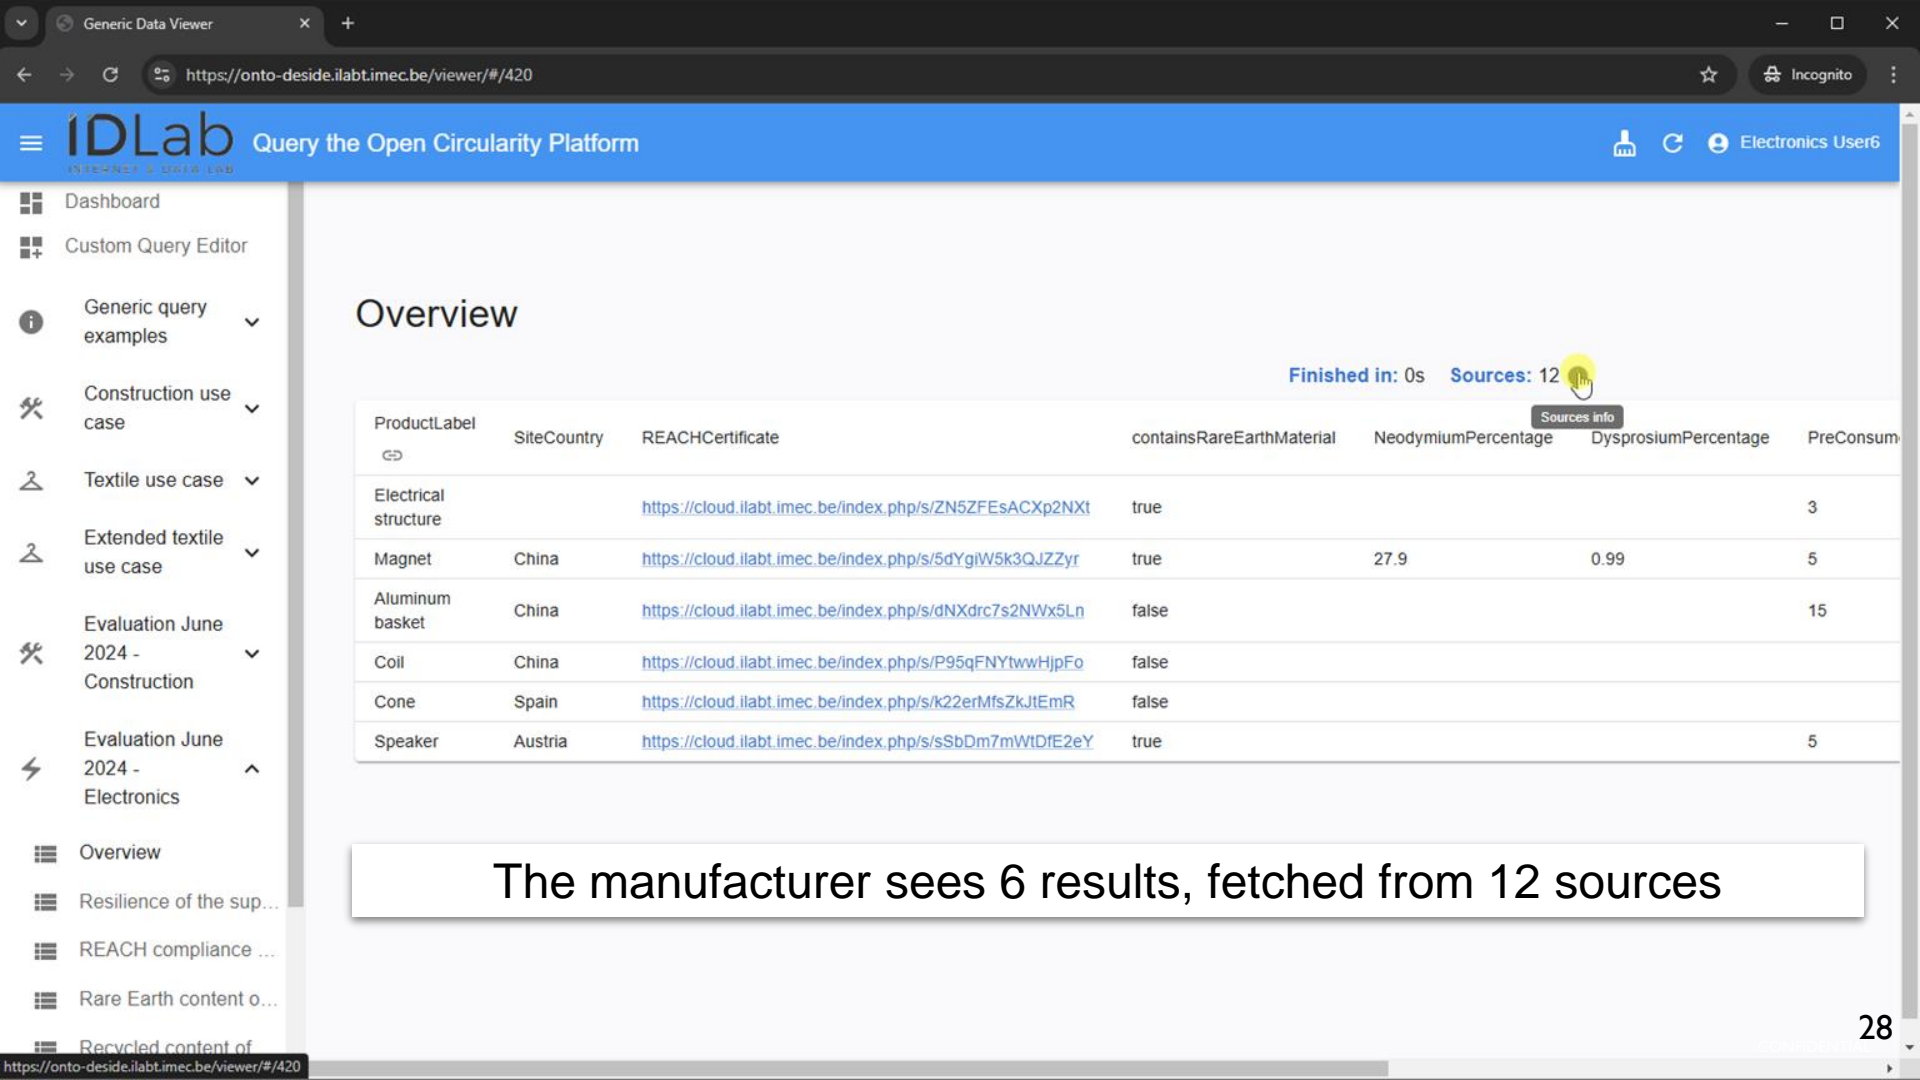 Generic Data Viewer
https://onto-deside.ilabt.imec.be/viewer/#/420
Incognito
IDLab
INTERNET & DATA LAB
Query the Open Circularity Platform
Electronics User6
Dashboard
Custom Query Editor
Generic query
examples
Construction use
case
Textile use case
Extended textile
use case
Evaluation June
2024 -
Construction
Evaluation June
2024 -
Electronics
Overview
Resilience of the sup...
REACH compliance ...
Rare Earth content o...
Recycled content of
https://onto-deside.ilabt.imec.be/viewer/#/420
Overview
Finished in: 0s Sources: 12
Sources info
ProductLabel SiteCountry REACHCertificate containsRareEarthMaterial NeodymiumPercentage DysprosiumPercentage PreConsum
Electrical
structure https://cloud.ilabt.imec.be/index.php/s/ZN5ZFEsACXp2NXt true 3
Magnet China https://cloud.ilabt.imec.be/index.php/s/5dYgiW5k3QJZZyr true 27.9 0.99 5
Aluminum
basket China https://cloud.ilabt.imec.be/index.php/s/dNXdrc7s2NWx5Ln false 15
Coil China https://cloud.ilabt.imec.be/index.php/s/P95qFNYtwwHjpFo false
Cone Spain https://cloud.ilabt.imec.be/index.php/s/k22erMfsZkJtEmR false
Speaker Austria https://cloud.ilabt.imec.be/index.php/s/sSbDm7mWtDfE2eY true 5
The manufacturer sees 6 results, fetched from 12 sources
28